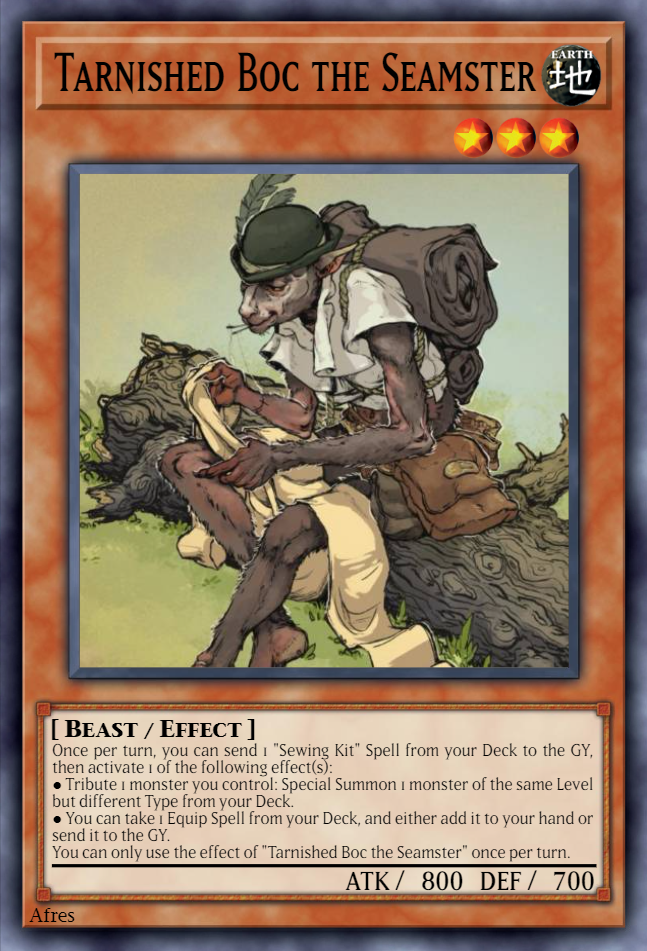 Tarnished Boc the Seamster
EARTH
地
[ Beast / Effect ]
Once per turn, you can send 1 "Sewing Kit" Spell from your Deck to the GY,
then activate 1 of the following effect(s):
● Tribute 1 monster you control: Special Summon 1 monster of the same Level
but different Type from your Deck.
● You can take 1 Equip Spell from your Deck, and either add it to your hand or
send it to the GY.
You can only use the effect of "Tarnished Boc the Seamster" once per turn.
ATK / 800 DEF / 700
Afres